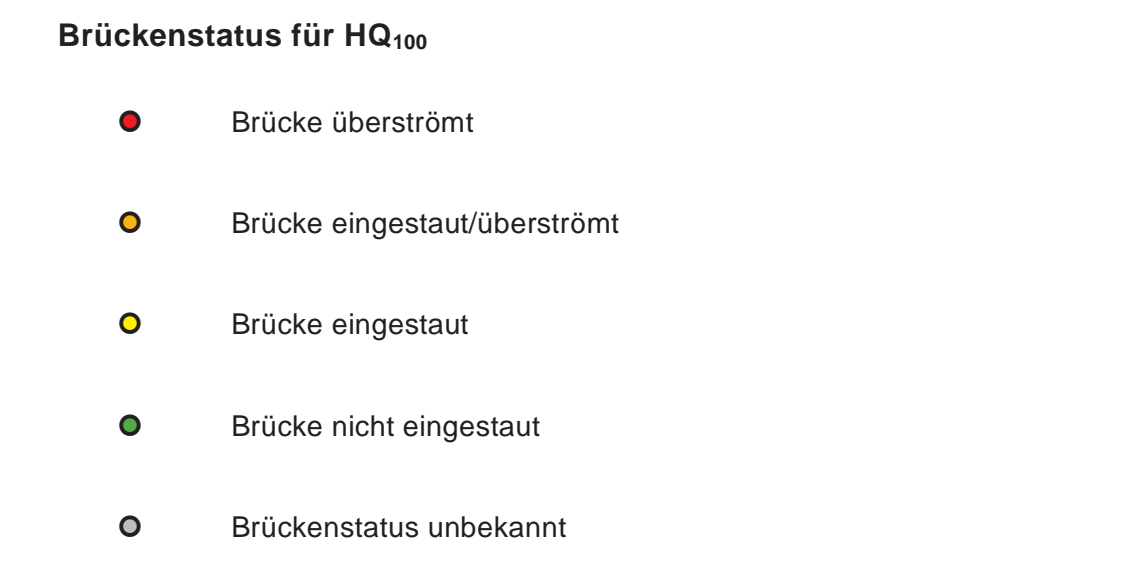 Brückenstatus für HQ₁₀₀
Brücke überströmt
Brücke eingestaut/überströmt
Brücke eingestaut
Brücke nicht eingestaut
Brückenstatus unbekannt